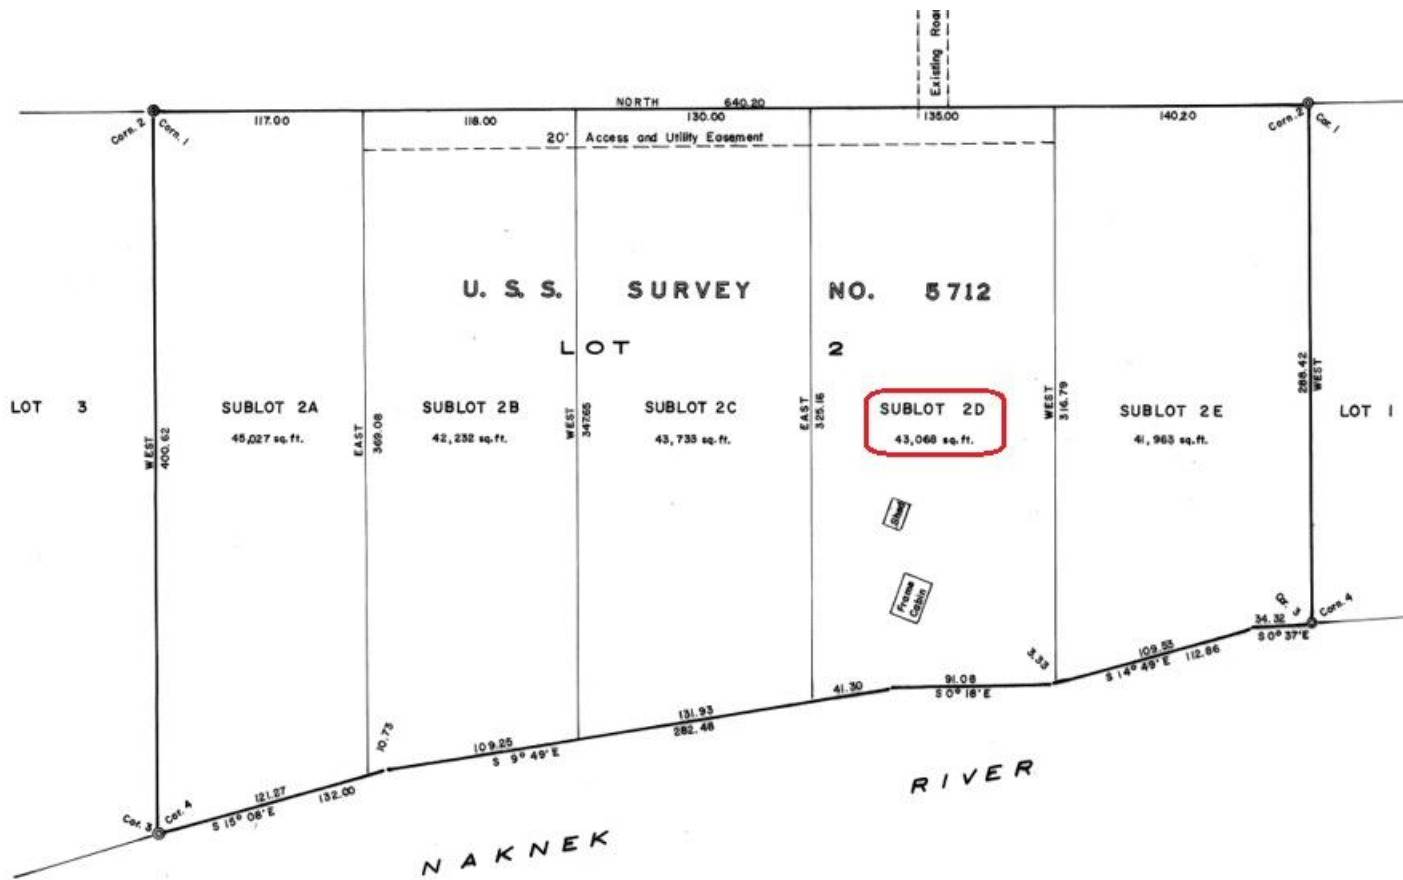 Existing Road
NORTH 640.20
Corn. 2
Corn. 1
117.00
118.00
130.00
135.00
140.20
Corn. 2
Cor. 1
20' Access and Utility Easement
U. S. S. SURVEY NO. 5712
LOT 2
LOT 3
WEST
400.62
SUBLOT 2A
45,027 sq. ft.
EAST
369.08
SUBLOT 2B
42,232 sq. ft.
WEST
347.65
SUBLOT 2C
43,735 sq. ft.
EAST
325.16
SUBLOT 2D
43,068 sq. ft.
WEST
316.79
SUBLOT 2E
41,963 sq. ft.
288.42
WEST
LOT 1
Shed
Frame
Cabin
Cor. 3
Corn. 4
34.32
S 0° 37' E
3.33
109.53
S 14° 49' E 112.86
91.08
S 0° 18' E
41.30
131.93
282.48
10.73
109.25
S 9° 49' E
121.27
S 15° 08' E 132.00
Cor. 3
Cor. 4
NAKNEK RIVER